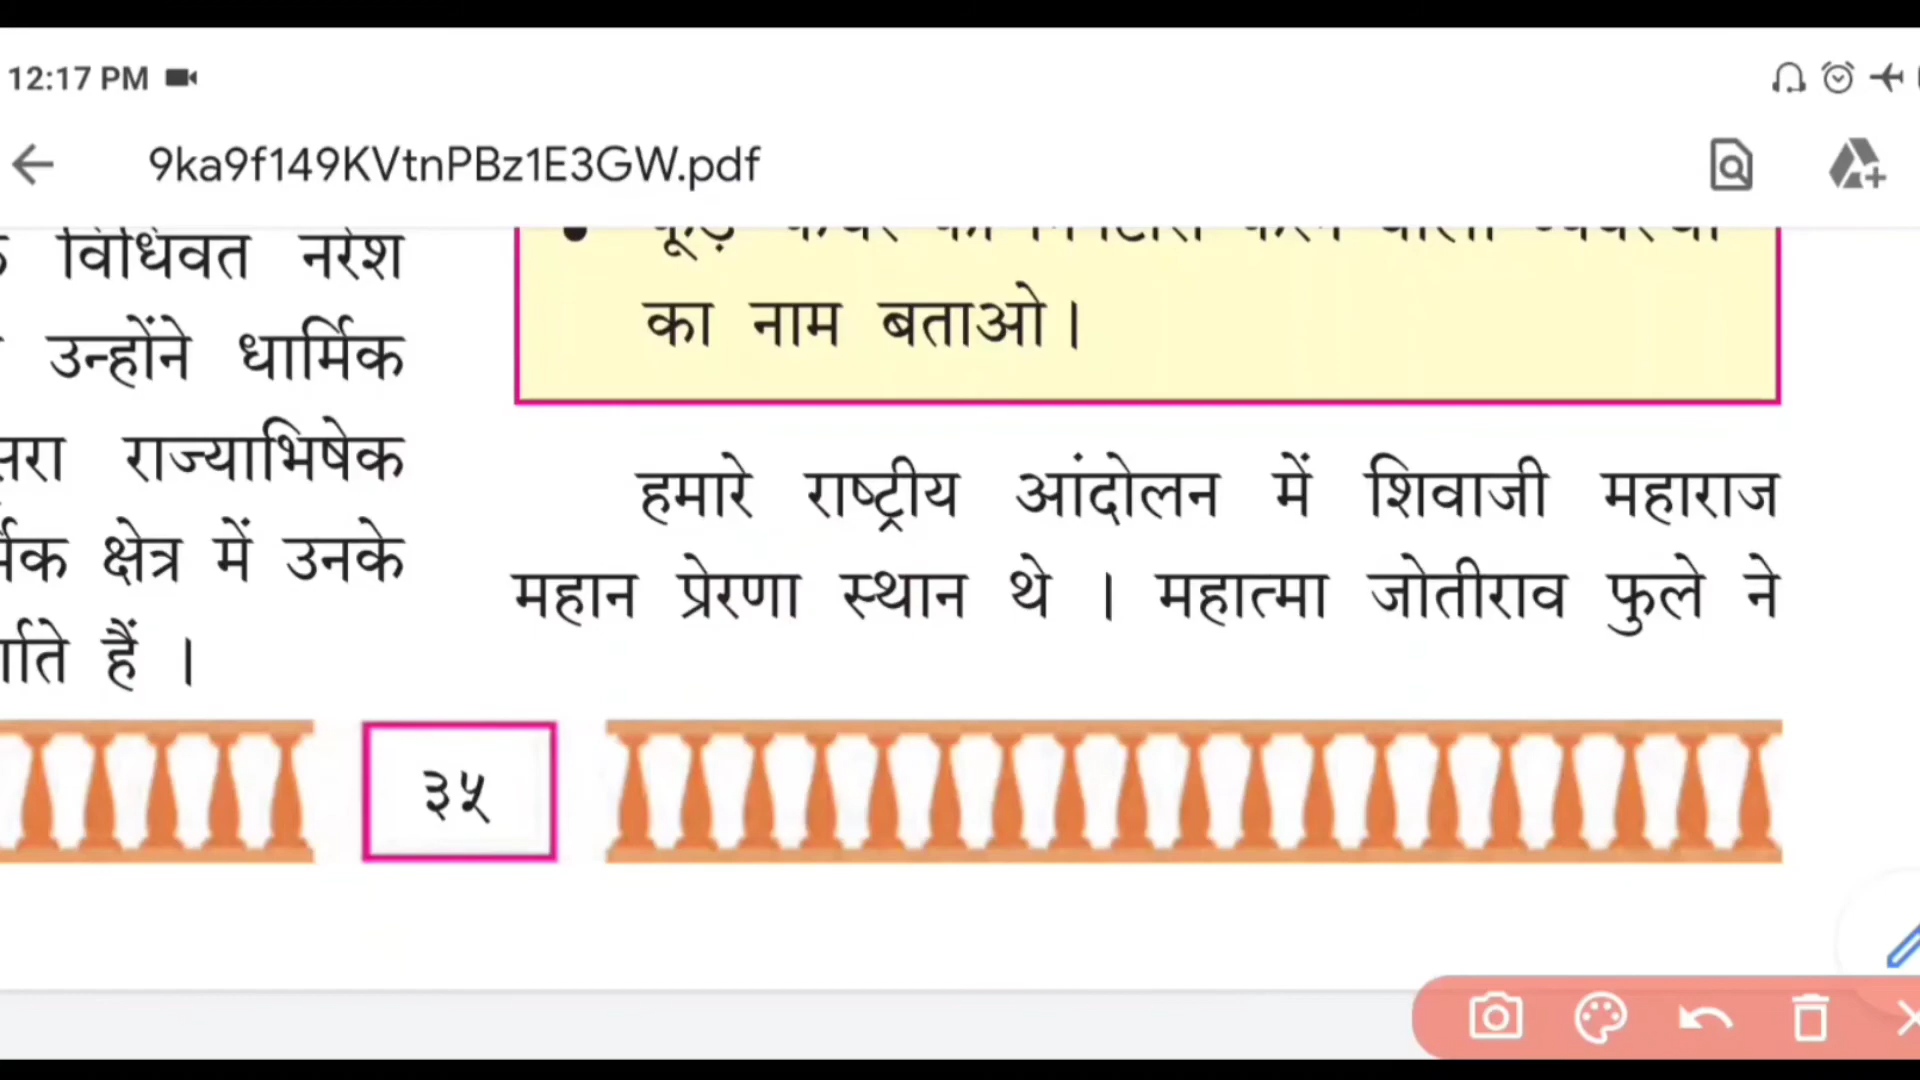 12:17 PM
9ka9f149KVtnPBz1E3GW.pdf
विधिवत नरेश
उन्होंने धार्मिक
राज्याभिषेक
क्षेत्र में उनके
हैं ।
का नाम बताओ।
हमारे राष्ट्रीय आंदोलन में शिवाजी महाराज
महान प्रेरणा स्थान थे । महात्मा जोतीराव फुले ने
३५